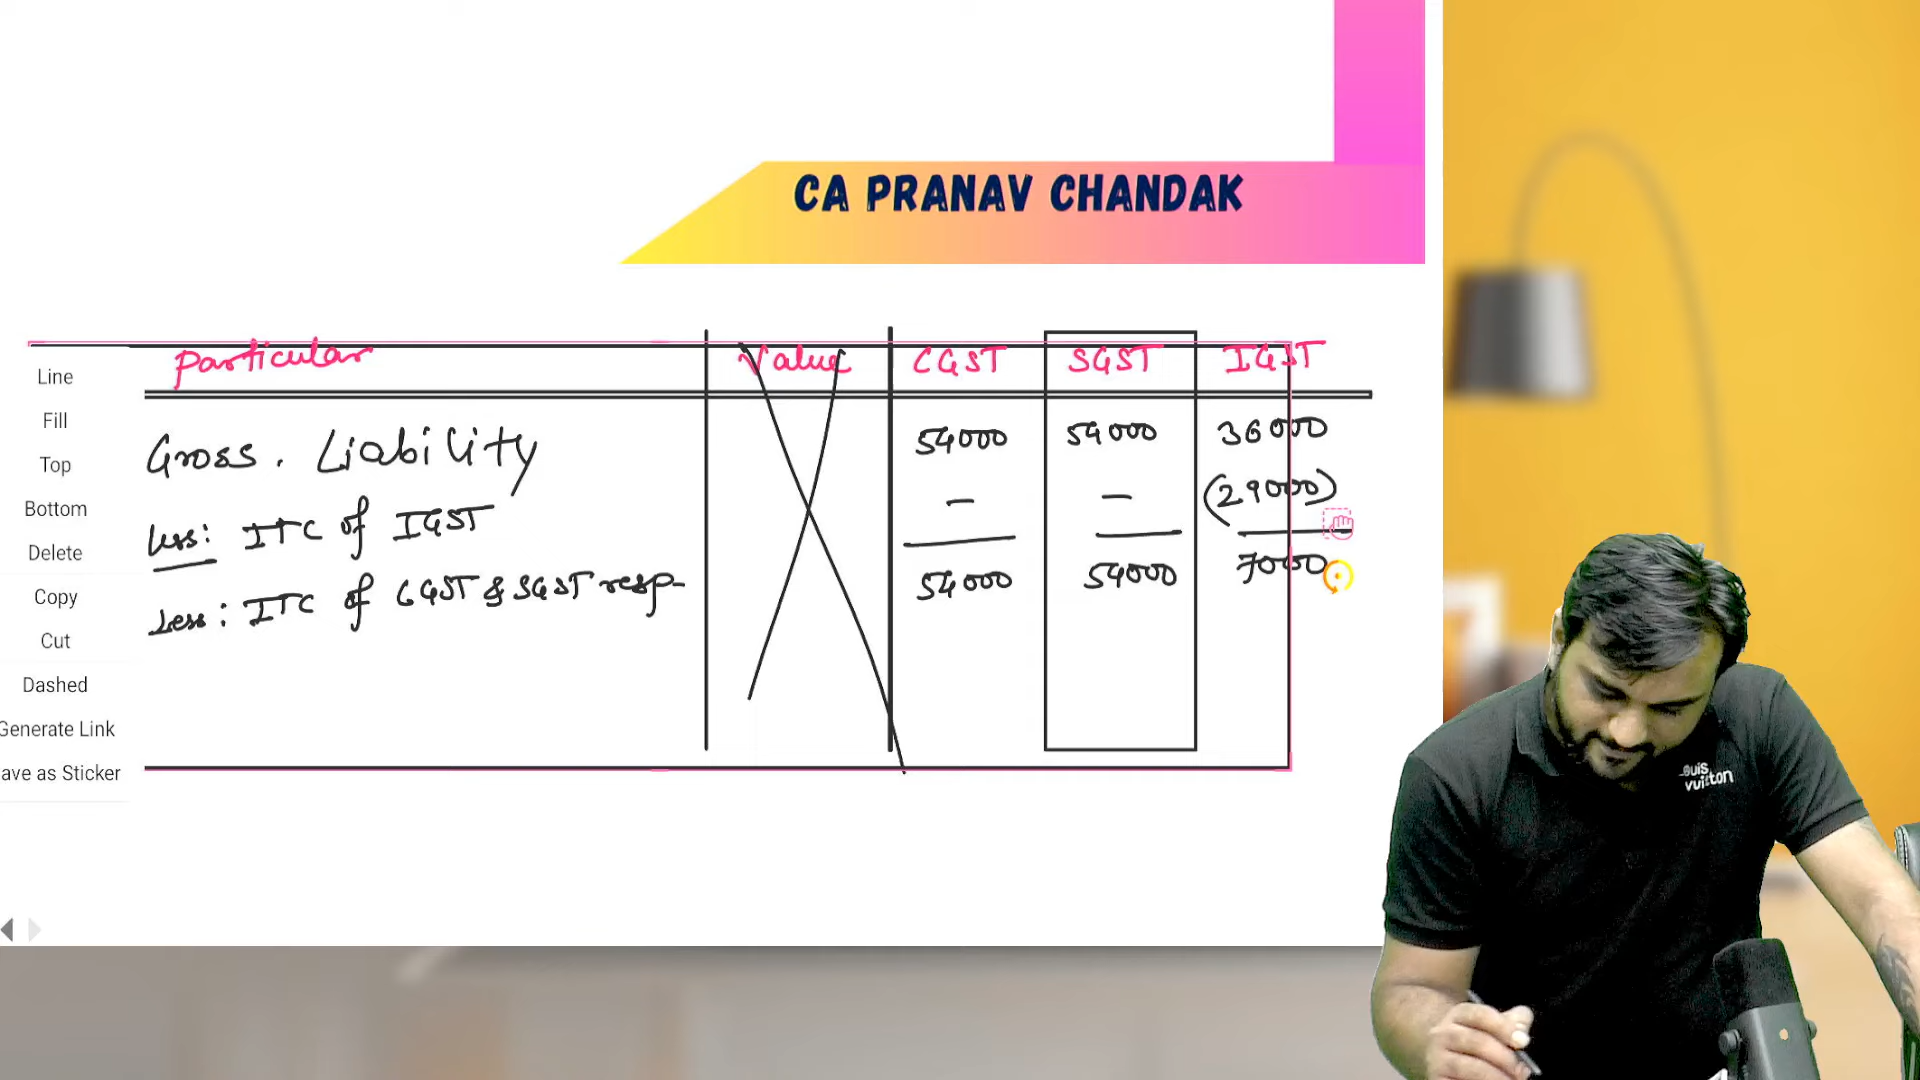 CA PRANAV CHANDAK
Particular Value CGST SGST IGST
Gross. Liability 54000 54000 36000
Less: ITC of IGST – – (29000)
54000 54000 7000
Less: ITC of CGST & SGST resp-
Line
Fill
Top
Bottom
Delete
Copy
Cut
Dashed
Generate Link
ave as Sticker
ouis
vuitton